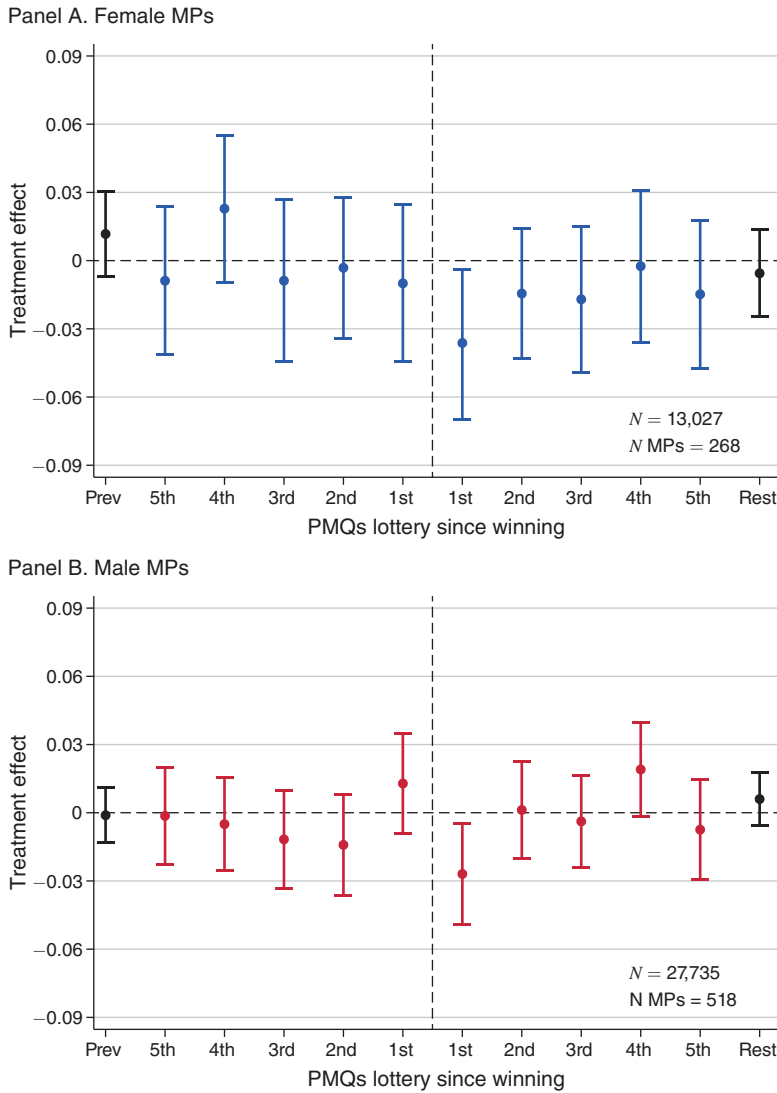 Panel A. Female MPs
0.09
0.06
0.03
0
−0.03
−0.06
−0.09
Treatment effect
N = 13,027
N MPs = 268
Prev 5th 4th 3rd 2nd 1st 1st 2nd 3rd 4th 5th Rest
PMQs lottery since winning
Panel B. Male MPs
0.09
0.06
0.03
0
−0.03
−0.06
−0.09
Treatment effect
N = 27,735
N MPs = 518
Prev 5th 4th 3rd 2nd 1st 1st 2nd 3rd 4th 5th Rest
PMQs lottery since winning